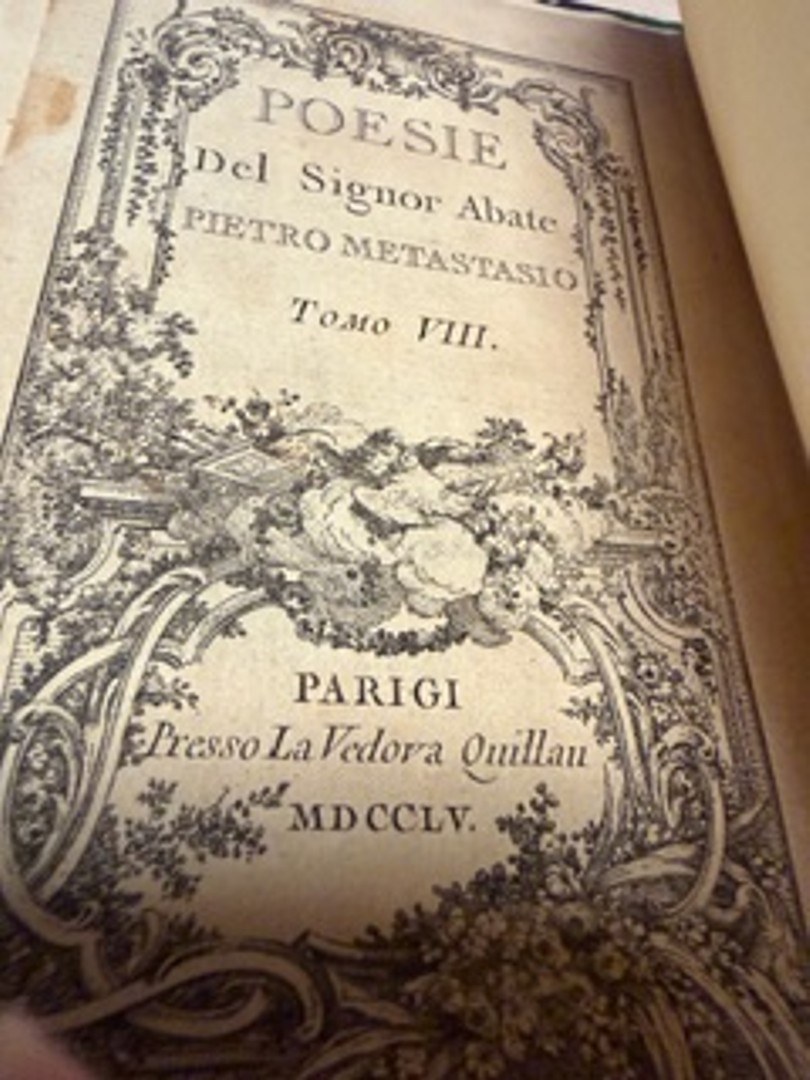 POESIE
Del Signor Abate
PIETRO METASTASIO
Tomo VIII.
PARIGI
Presso La Vedova Quillau
MDCCLV.